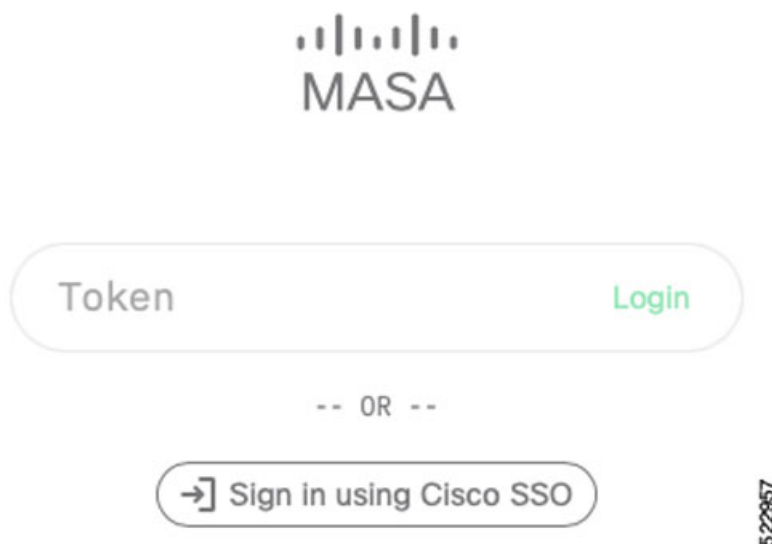 MASA
Token
Login
-- OR --
Sign in using Cisco SSO
522957